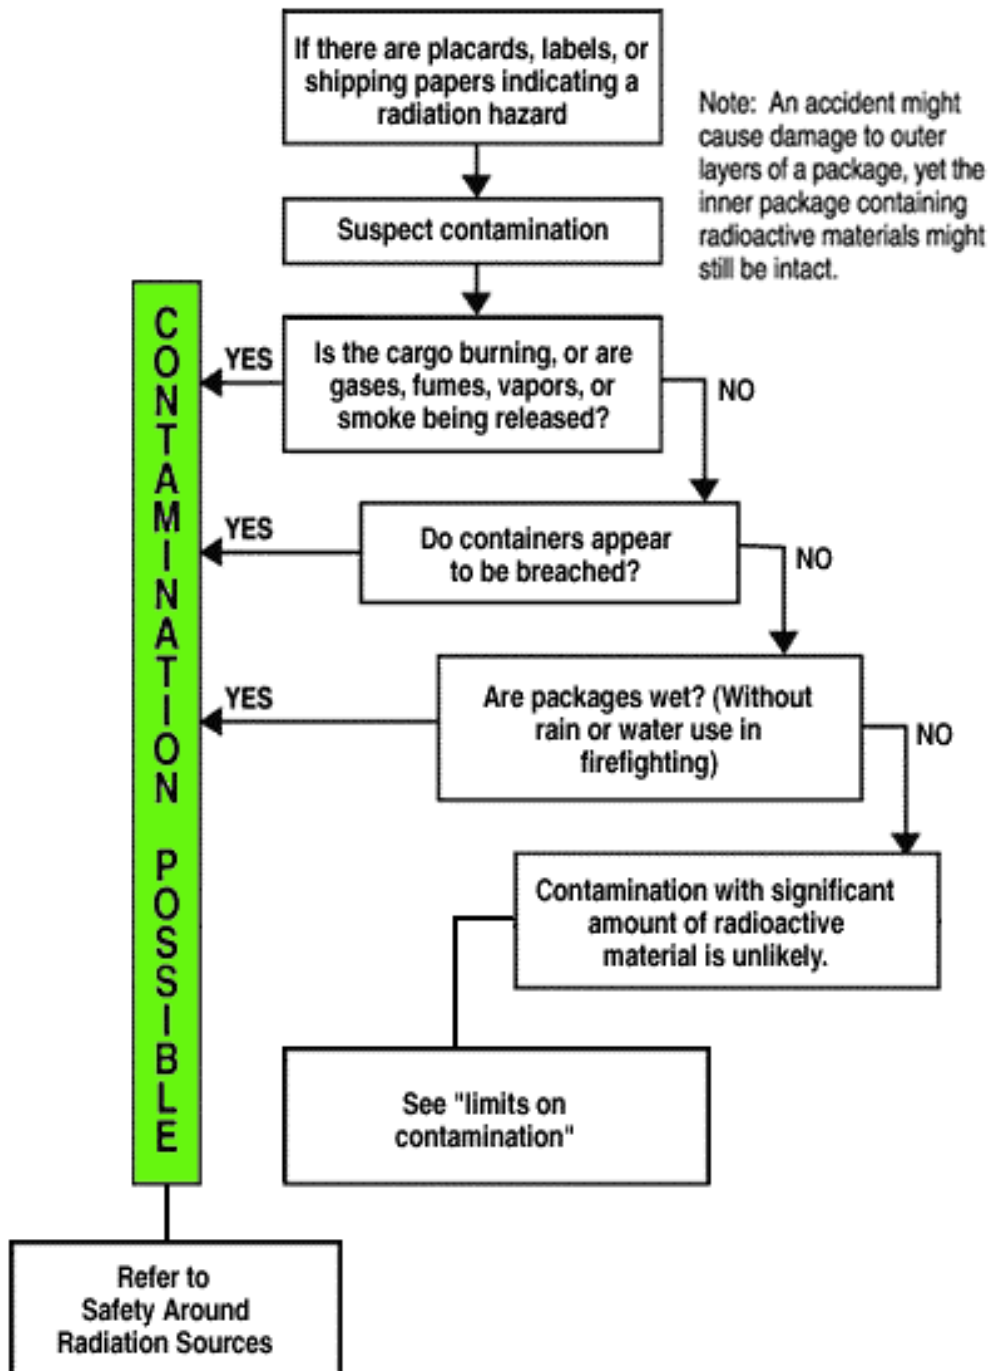 If there are placards, labels, or
shipping papers indicating a
radiation hazard
Note: An accident might
cause damage to outer
layers of a package, yet the
inner package containing
radioactive materials might
still be intact.
Suspect contamination
CONTAMINATION POSSIBLE
YES
Is the cargo burning, or are
gases, fumes, vapors, or
smoke being released?
NO
YES
Do containers appear
to be breached?
NO
YES
Are packages wet? (Without
rain or water use in
firefighting)
NO
Contamination with significant
amount of radioactive
material is unlikely.
See "limits on
contamination"
Refer to
Safety Around
Radiation Sources